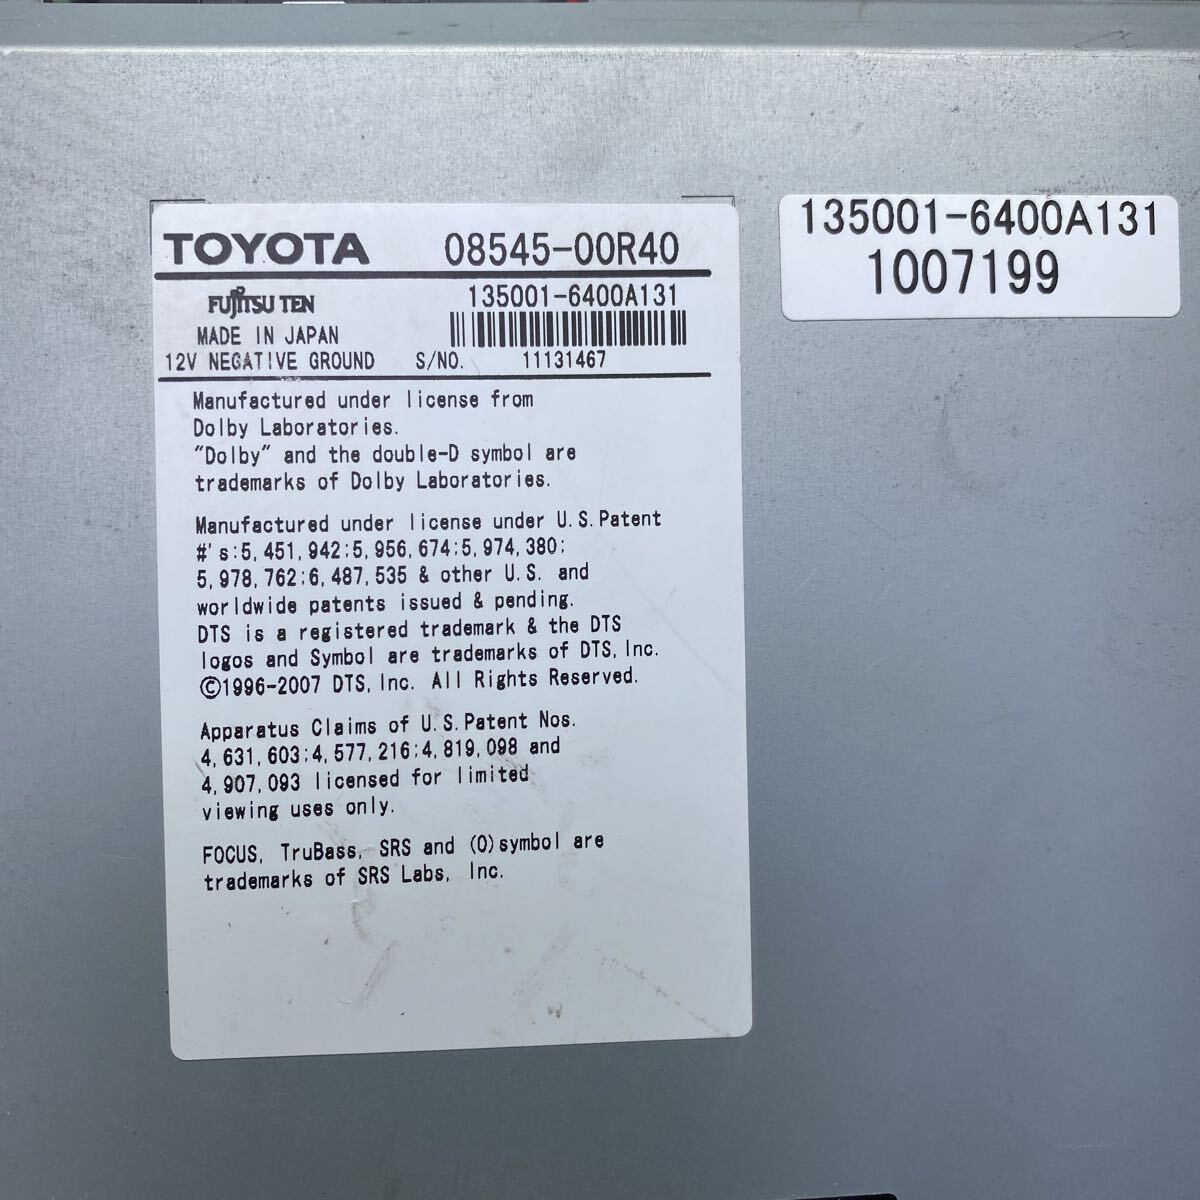 TOYOTA 08545-00R40
FUJITSU TEN 135001-6400A131
MADE IN JAPAN
12V NEGATIVE GROUND S/NO. 11131467
Manufactured under license from
Dolby Laboratories.
"Dolby" and the double-D symbol are
trademarks of Dolby Laboratories.
Manufactured under license under U.S.Patent
#'s:5,451,942;5,956,674;5,974,380;
5,978,762;6,487,535 & other U.S. and
worldwide patents issued & pending.
DTS is a registered trademark & the DTS
logos and Symbol are trademarks of DTS,Inc.
©1996-2007 DTS,Inc. All Rights Reserved.
Apparatus Claims of U.S.Patent Nos.
4,631,603;4,577,216;4,819,098 and
4,907,093 licensed for limited
viewing uses only.
FOCUS, TruBass, SRS and (O)symbol are
trademarks of SRS Labs, Inc.
135001-6400A131
1007199